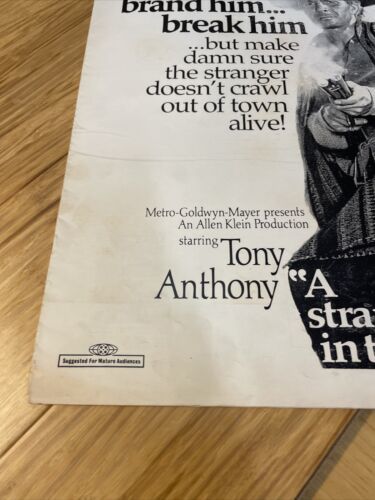 brand him...
break him
...but make
damn sure
the stranger
doesn't crawl
out of town
alive!
Metro-Goldwyn-Mayer presents
An Allen Klein Production
starring Tony
Anthony
"A
stra
in t
Suggested For Mature Audiences